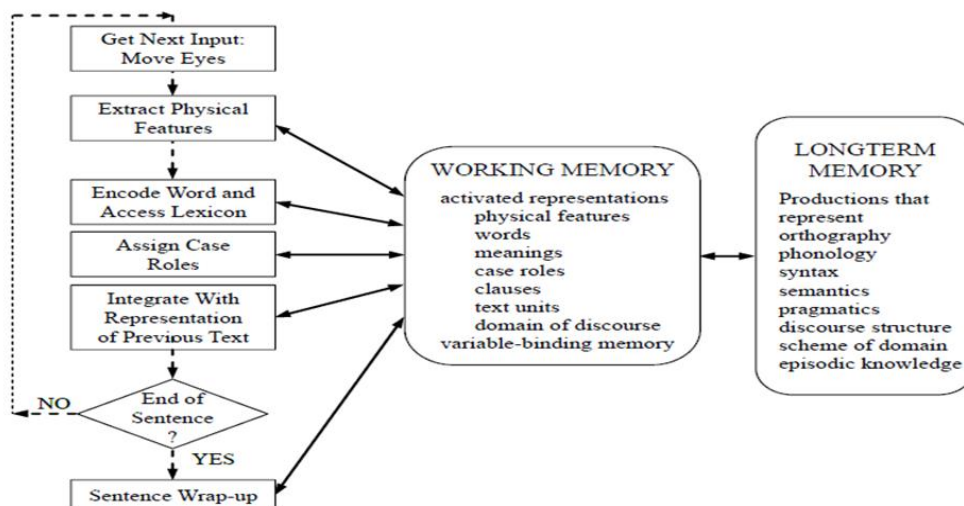 Get Next Input:
Move Eyes
Extract Physical
Features
Encode Word and
Access Lexicon
Assign Case
Roles
Integrate With
Representation
of Previous Text
End of
Sentence
?
NO
YES
Sentence Wrap-up
WORKING MEMORY
activated representations
physical features
words
meanings
case roles
clauses
text units
domain of discourse
variable-binding memory
LONGTERM
MEMORY
Productions that
represent
orthography
phonology
syntax
semantics
pragmatics
discourse structure
scheme of domain
episodic knowledge